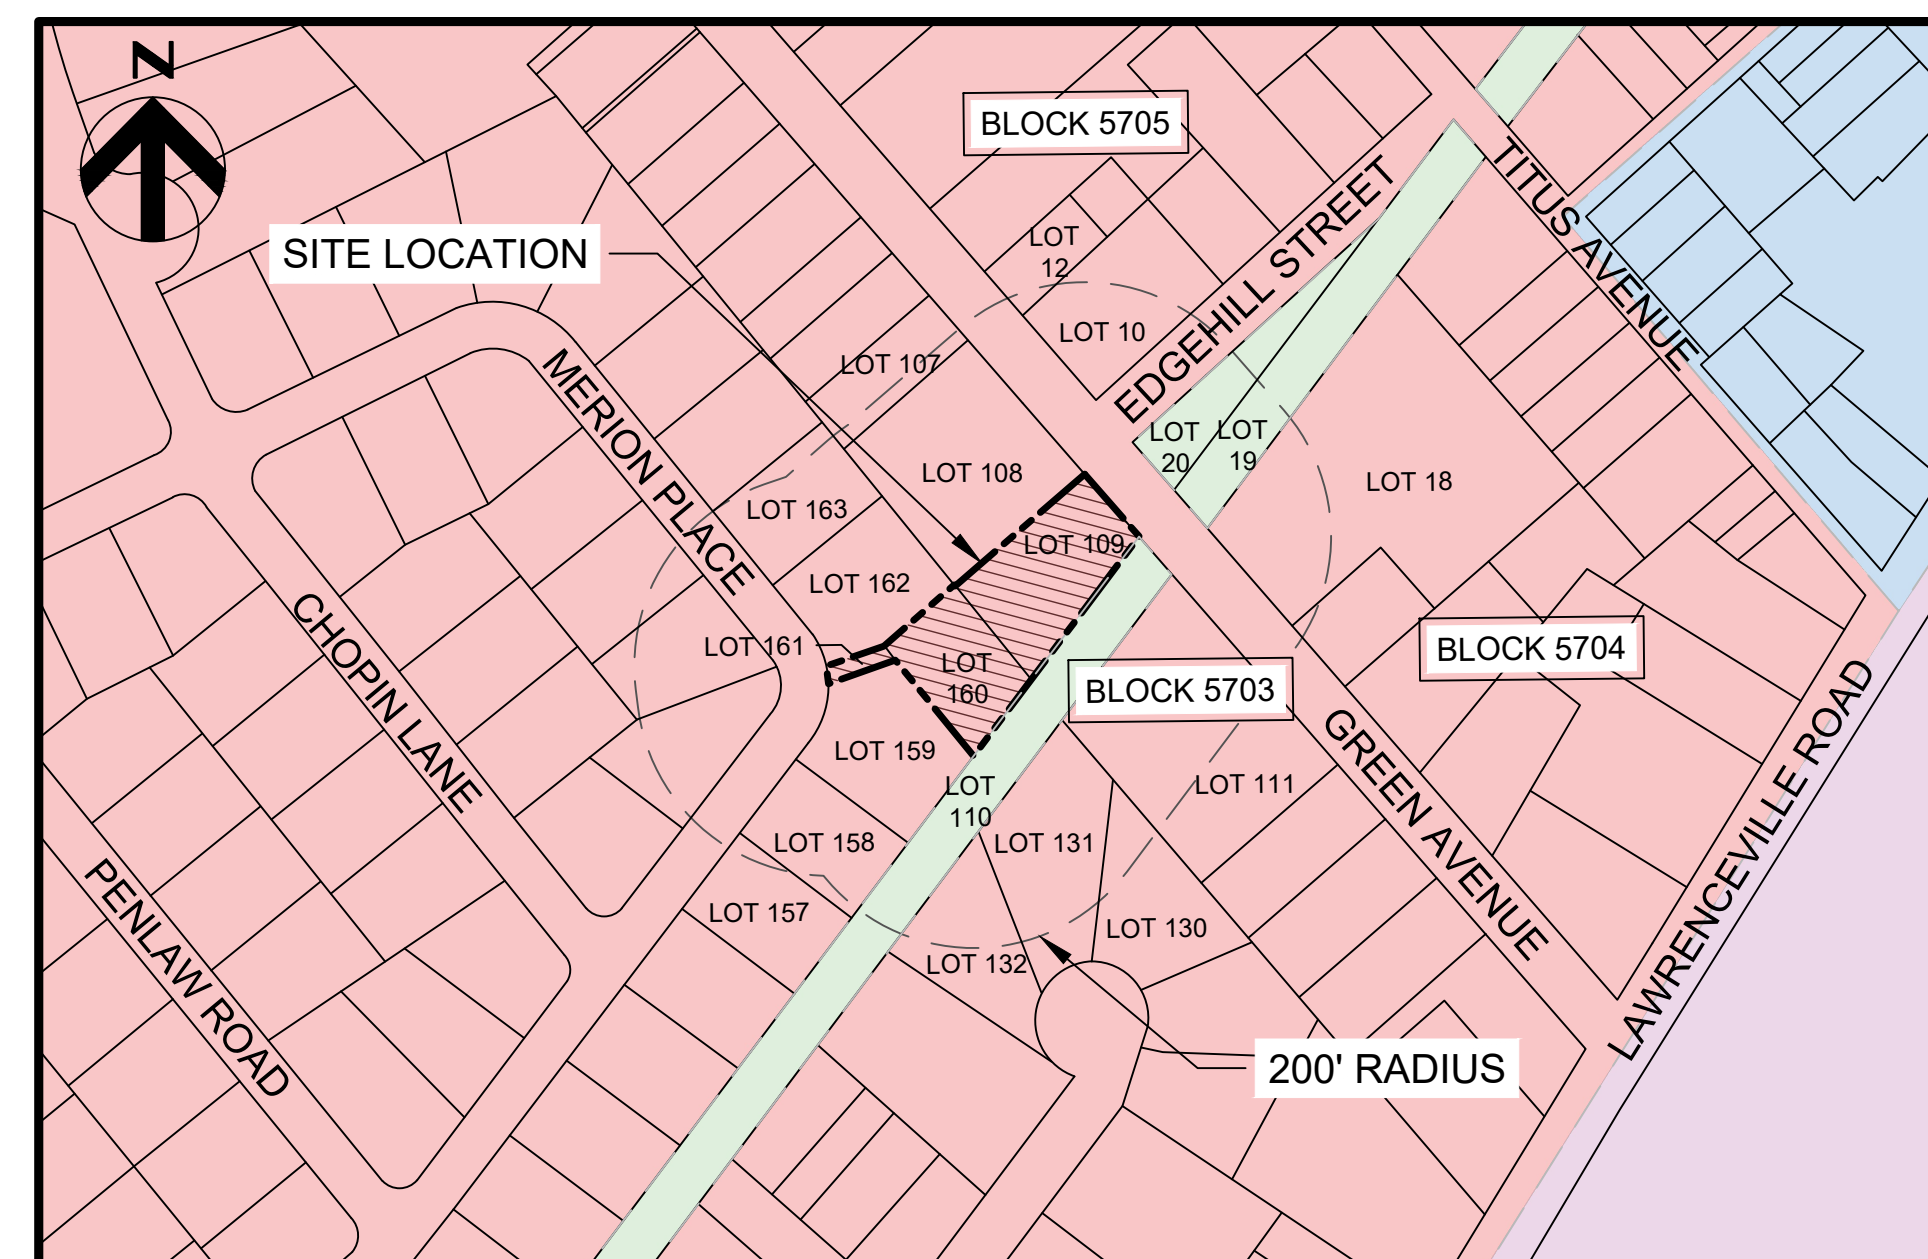 N
BLOCK 5705
TITUS AVENUE
SITE LOCATION
LOT
12
EDGEHILL STREET
LOT 10
LOT 107
MERION PLACE
LOT
20
LOT
19
LOT 108
LOT 18
LOT 163
LOT 109
LOT 162
CHOPIN LANE
LOT 161
LOT
160
BLOCK 5703
BLOCK 5704
LOT 159
LOT
110
LOT 111
GREEN AVENUE
LAWRENCEVILLE ROAD
LOT 158
LOT 131
PENLAW ROAD
LOT 157
LOT 130
LOT 132
200' RADIUS